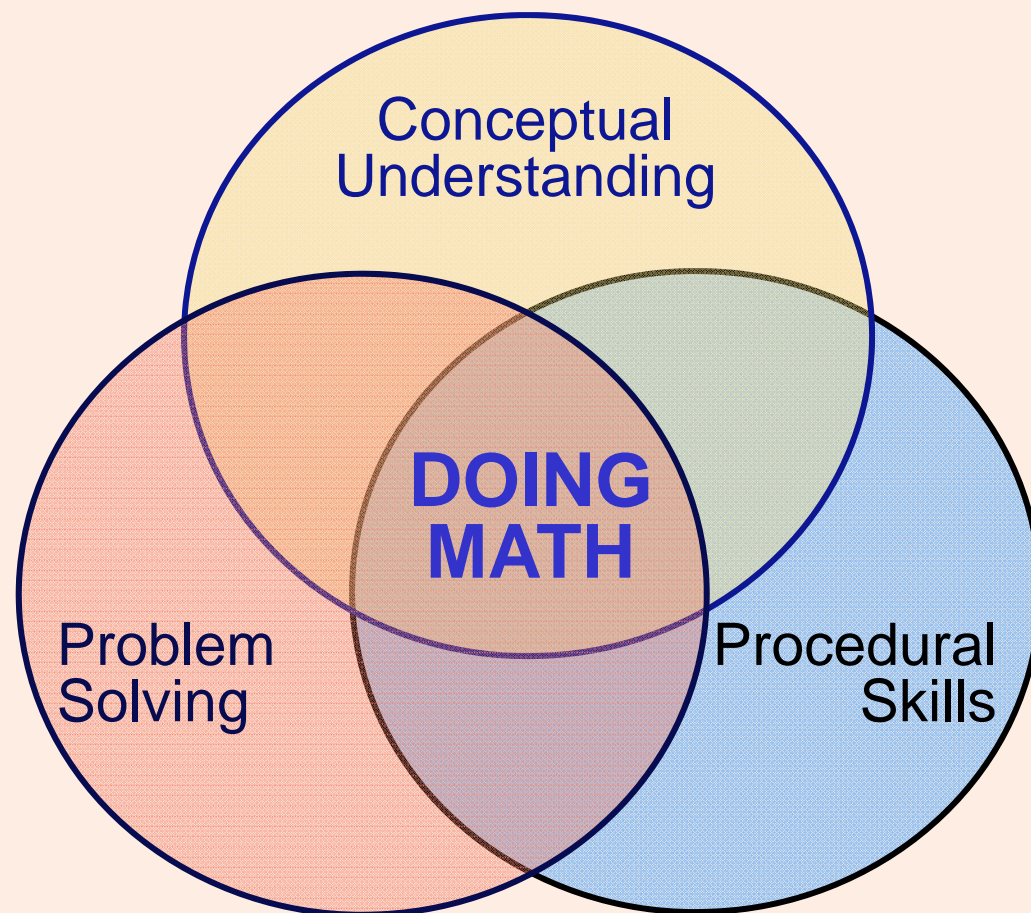 Conceptual
Understanding
DOING
MATH
Problem
Solving
Procedural
Skills